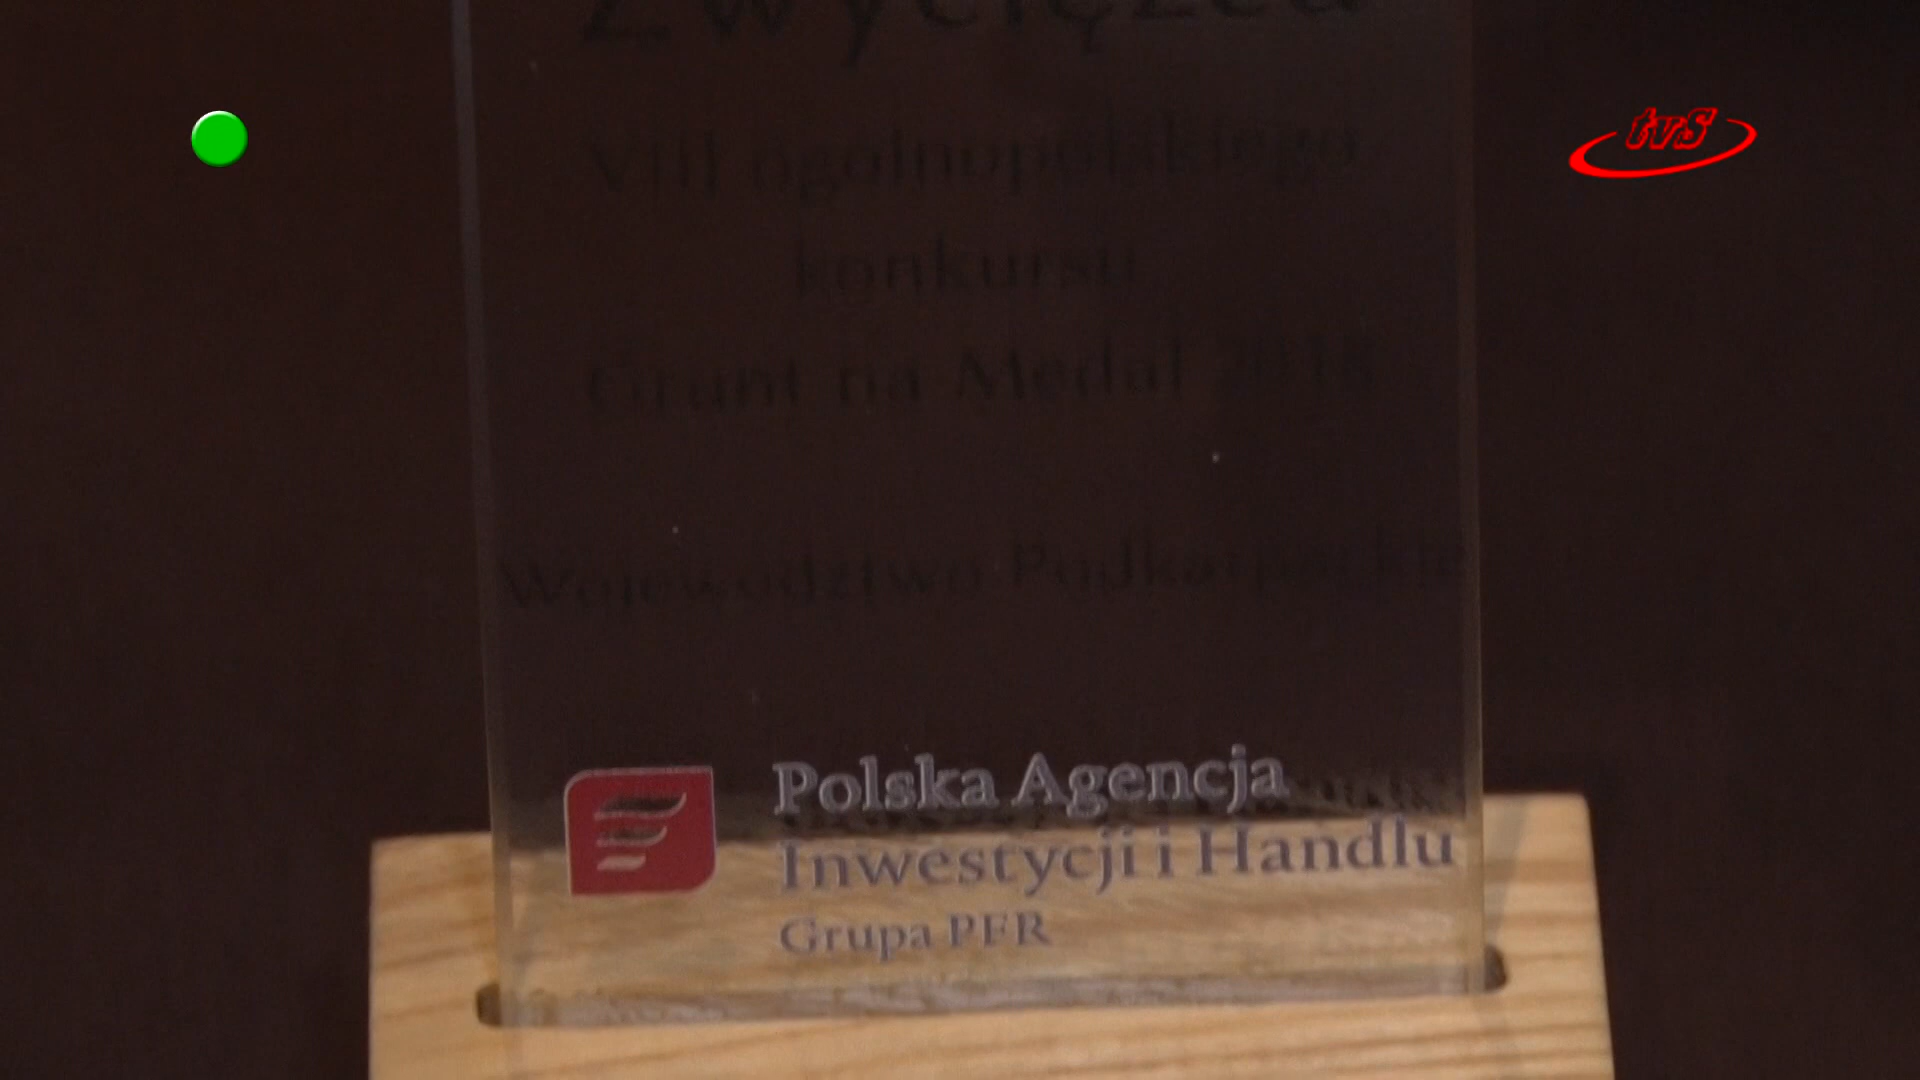 Zwycięzca
tvS
VIII ogólnopolskiego
konkursu
Grunt na Medal
Województwo Podkarpackie
Polska Agencja
Inwestycji i Handlu
Grupa PFR